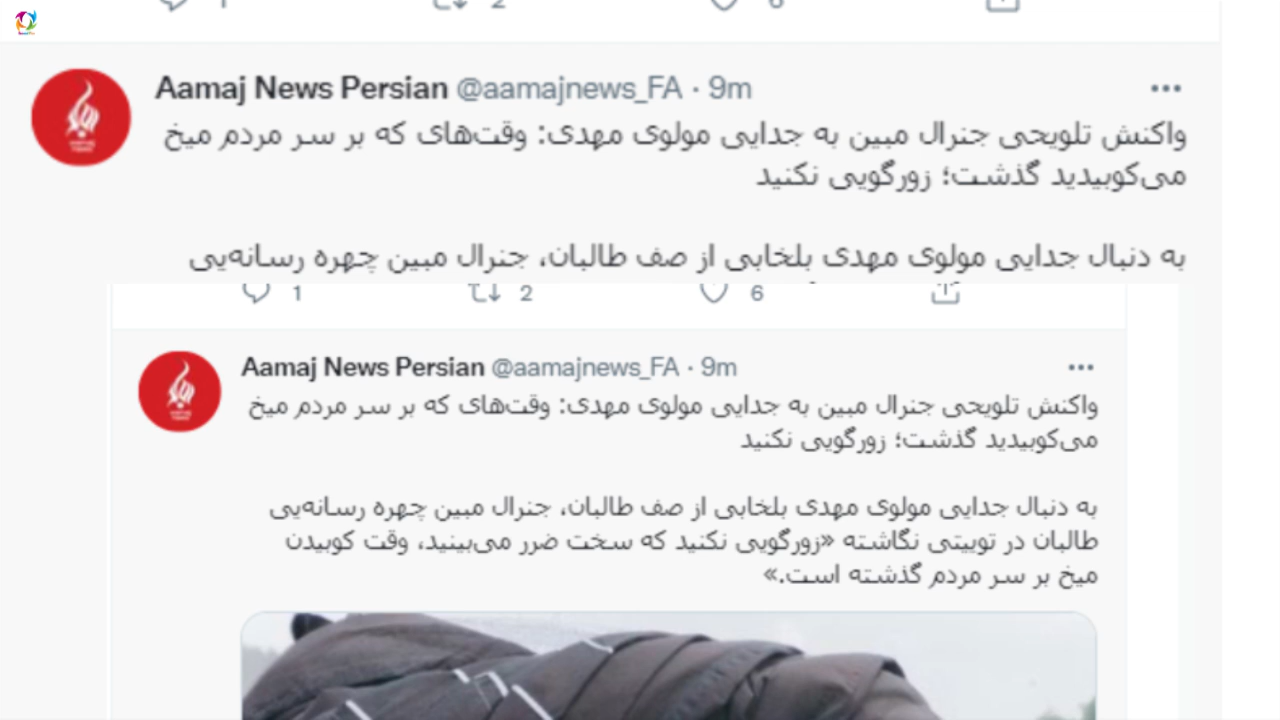 2
6
Aamaj News Persian @aamajnews_FA · 9m
واکنش تلویحی جنرال مبین به جدایی مولوی مهدی: وقت‌های که بر سر مردم میخ
می‌کوبیدید گذشت؛ زورگویی نکنید
به دنبال جدایی مولوی مهدی بلخابی از صف طالبان، جنرال مبین چهره رسانه‌یی
1 2 6
Aamaj News Persian @aamajnews_FA · 9m
واکنش تلویحی جنرال مبین به جدایی مولوی مهدی: وقت‌های که بر سر مردم میخ
می‌کوبیدید گذشت؛ زورگویی نکنید
به دنبال جدایی مولوی مهدی بلخابی از صف طالبان، جنرال مبین چهره رسانه‌یی
طالبان در توییتی نگاشته «زورگویی نکنید که سخت ضرر می‌بینید، وقت کوبیدن
میخ بر سر مردم گذشته است.»